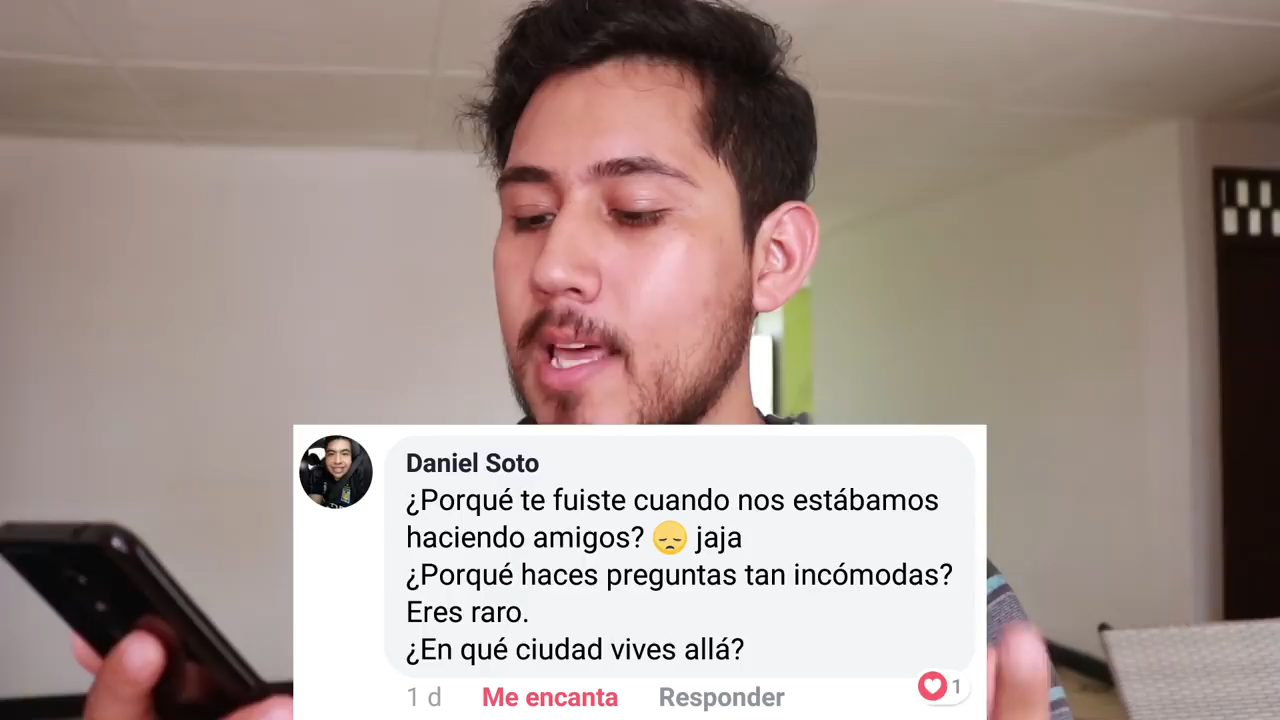 Daniel Soto
¿Porqué te fuiste cuando nos estábamos
haciendo amigos? 😞 jaja
¿Porqué haces preguntas tan incómodas?
Eres raro.
¿En qué ciudad vives allá?
1 d Me encanta Responder 1